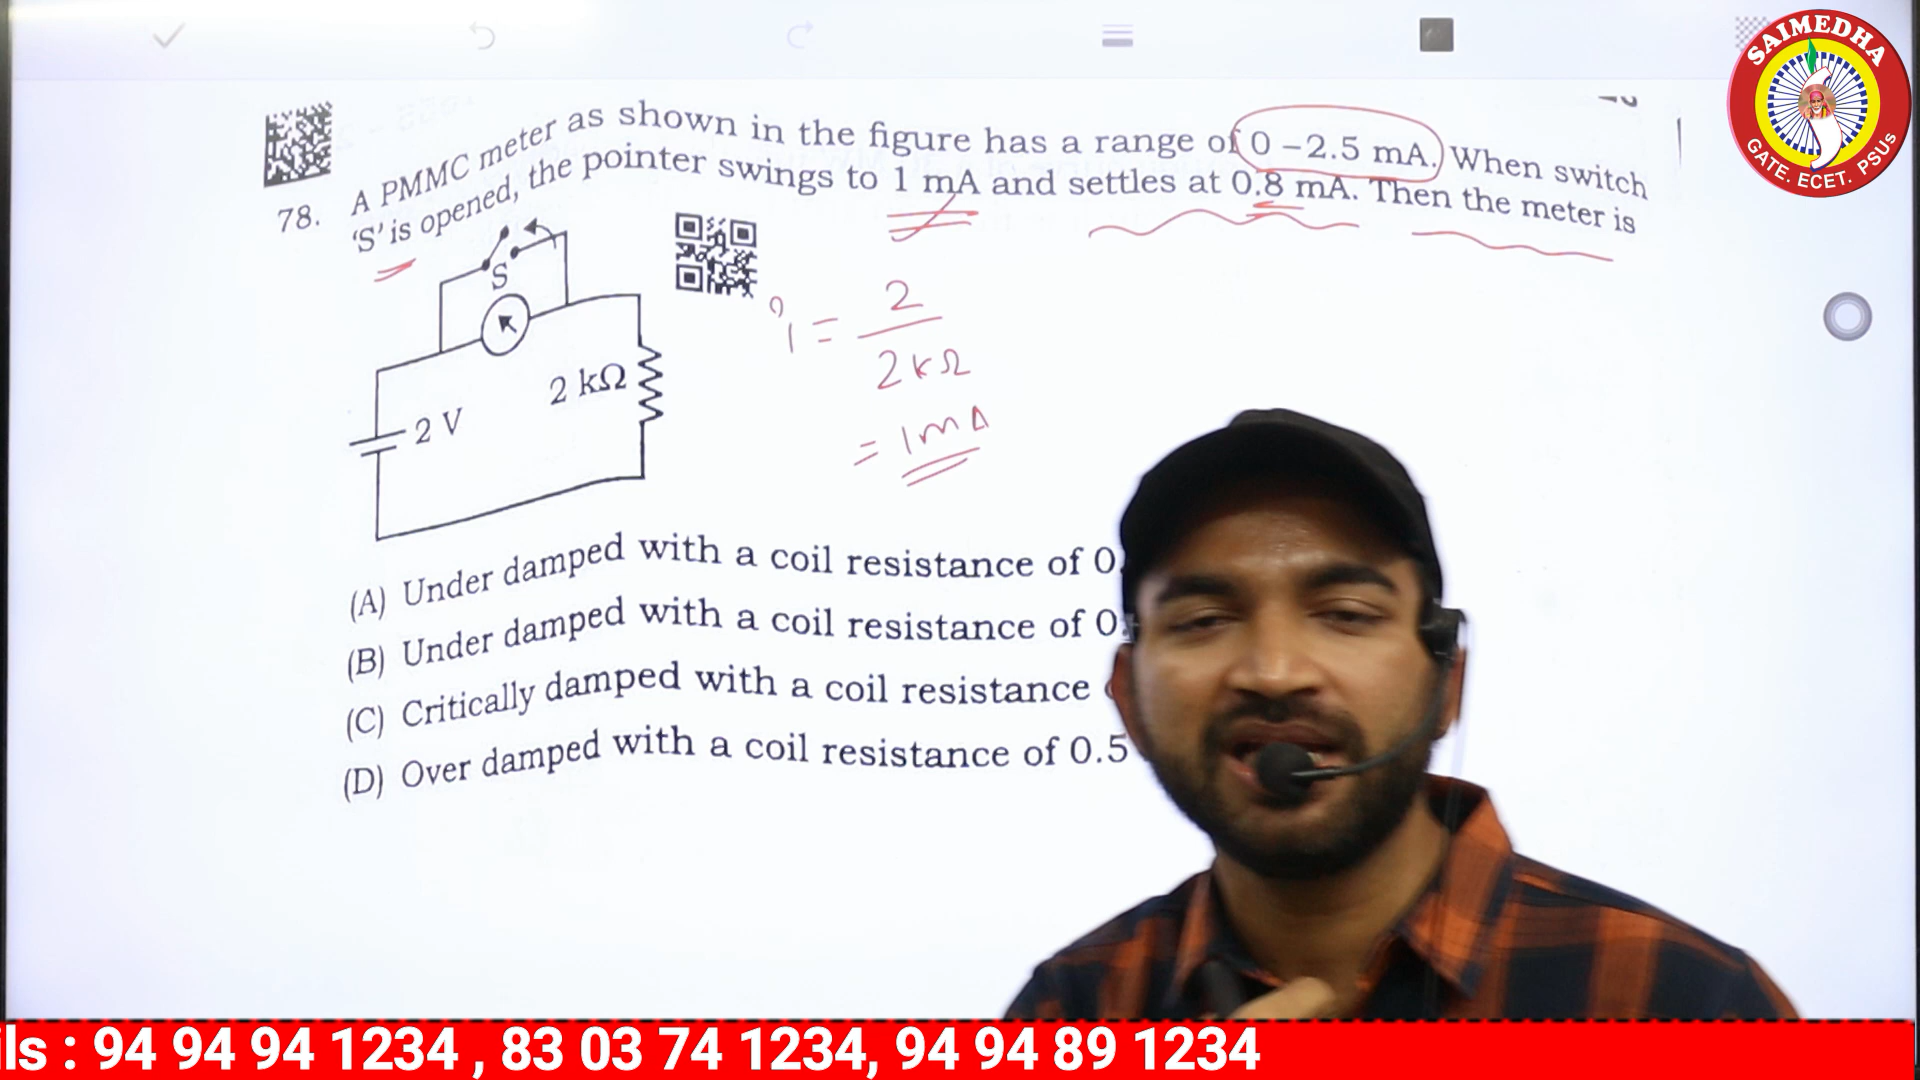 SAIMEDHA
GATE. ECET. PSUs
78. A PMMC meter as shown in the figure has a range of 0 – 2.5 mA. When switch
‘S’ is opened, the pointer swings to 1 mA and settles at 0.8 mA. Then the meter is
S
2 kΩ
2 V
i = 2
2kΩ
= 1mA
(A) Under damped with a coil resistance of 0.
(B) Under damped with a coil resistance of 0.
(C) Critically damped with a coil resistance
(D) Over damped with a coil resistance of 0.5
ils : 94 94 94 1234 , 83 03 74 1234, 94 94 89 1234